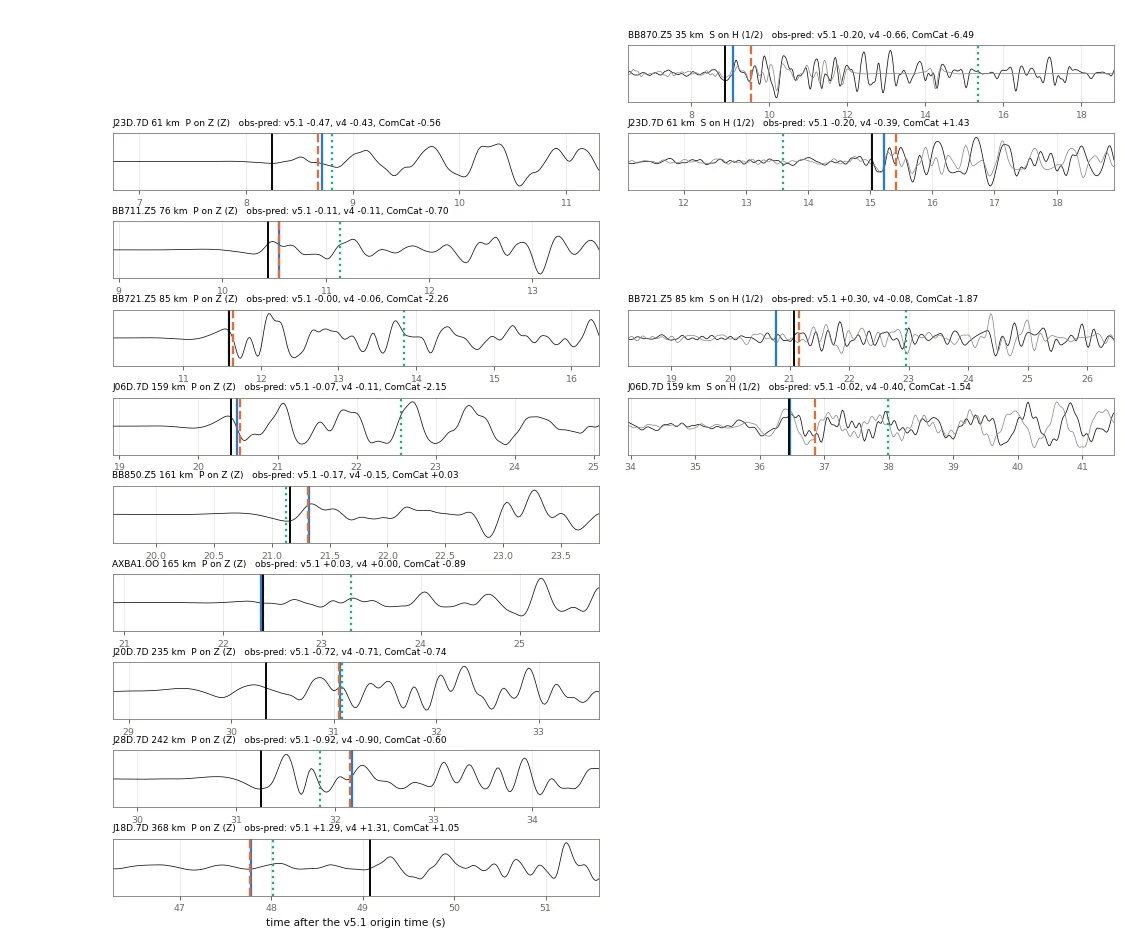 BB870.Z5 35 km S on H (1/2) obs-pred: v5.1 -0.20, v4 -0.66, ComCat -6.49
8 10 12 14 16 18
J23D.7D 61 km P on Z (Z) obs-pred: v5.1 -0.47, v4 -0.43, ComCat -0.56
7 8 9 10 11
J23D.7D 61 km S on H (1/2) obs-pred: v5.1 -0.20, v4 -0.39, ComCat +1.43
12 13 14 15 16 17 18
BB711.Z5 76 km P on Z (Z) obs-pred: v5.1 -0.11, v4 -0.11, ComCat -0.70
9 10 11 12 13
BB721.Z5 85 km P on Z (Z) obs-pred: v5.1 -0.00, v4 -0.06, ComCat -2.26
11 12 13 14 15 16
BB721.Z5 85 km S on H (1/2) obs-pred: v5.1 +0.30, v4 -0.08, ComCat -1.87
19 20 21 22 23 24 25 26
J06D.7D 159 km P on Z (Z) obs-pred: v5.1 -0.07, v4 -0.11, ComCat -2.15
19 20 21 22 23 24 25
J06D.7D 159 km S on H (1/2) obs-pred: v5.1 -0.02, v4 -0.40, ComCat -1.54
34 35 36 37 38 39 40 41
BB850.Z5 161 km P on Z (Z) obs-pred: v5.1 -0.17, v4 -0.15, ComCat +0.03
20.0 20.5 21.0 21.5 22.0 22.5 23.0 23.5
AXBA1.OO 165 km P on Z (Z) obs-pred: v5.1 +0.03, v4 +0.00, ComCat -0.89
21 22 23 24 25
J20D.7D 235 km P on Z (Z) obs-pred: v5.1 -0.72, v4 -0.71, ComCat -0.74
29 30 31 32 33
J28D.7D 242 km P on Z (Z) obs-pred: v5.1 -0.92, v4 -0.90, ComCat -0.60
30 31 32 33 34
J18D.7D 368 km P on Z (Z) obs-pred: v5.1 +1.29, v4 +1.31, ComCat +1.05
47 48 49 50 51
time after the v5.1 origin time (s)